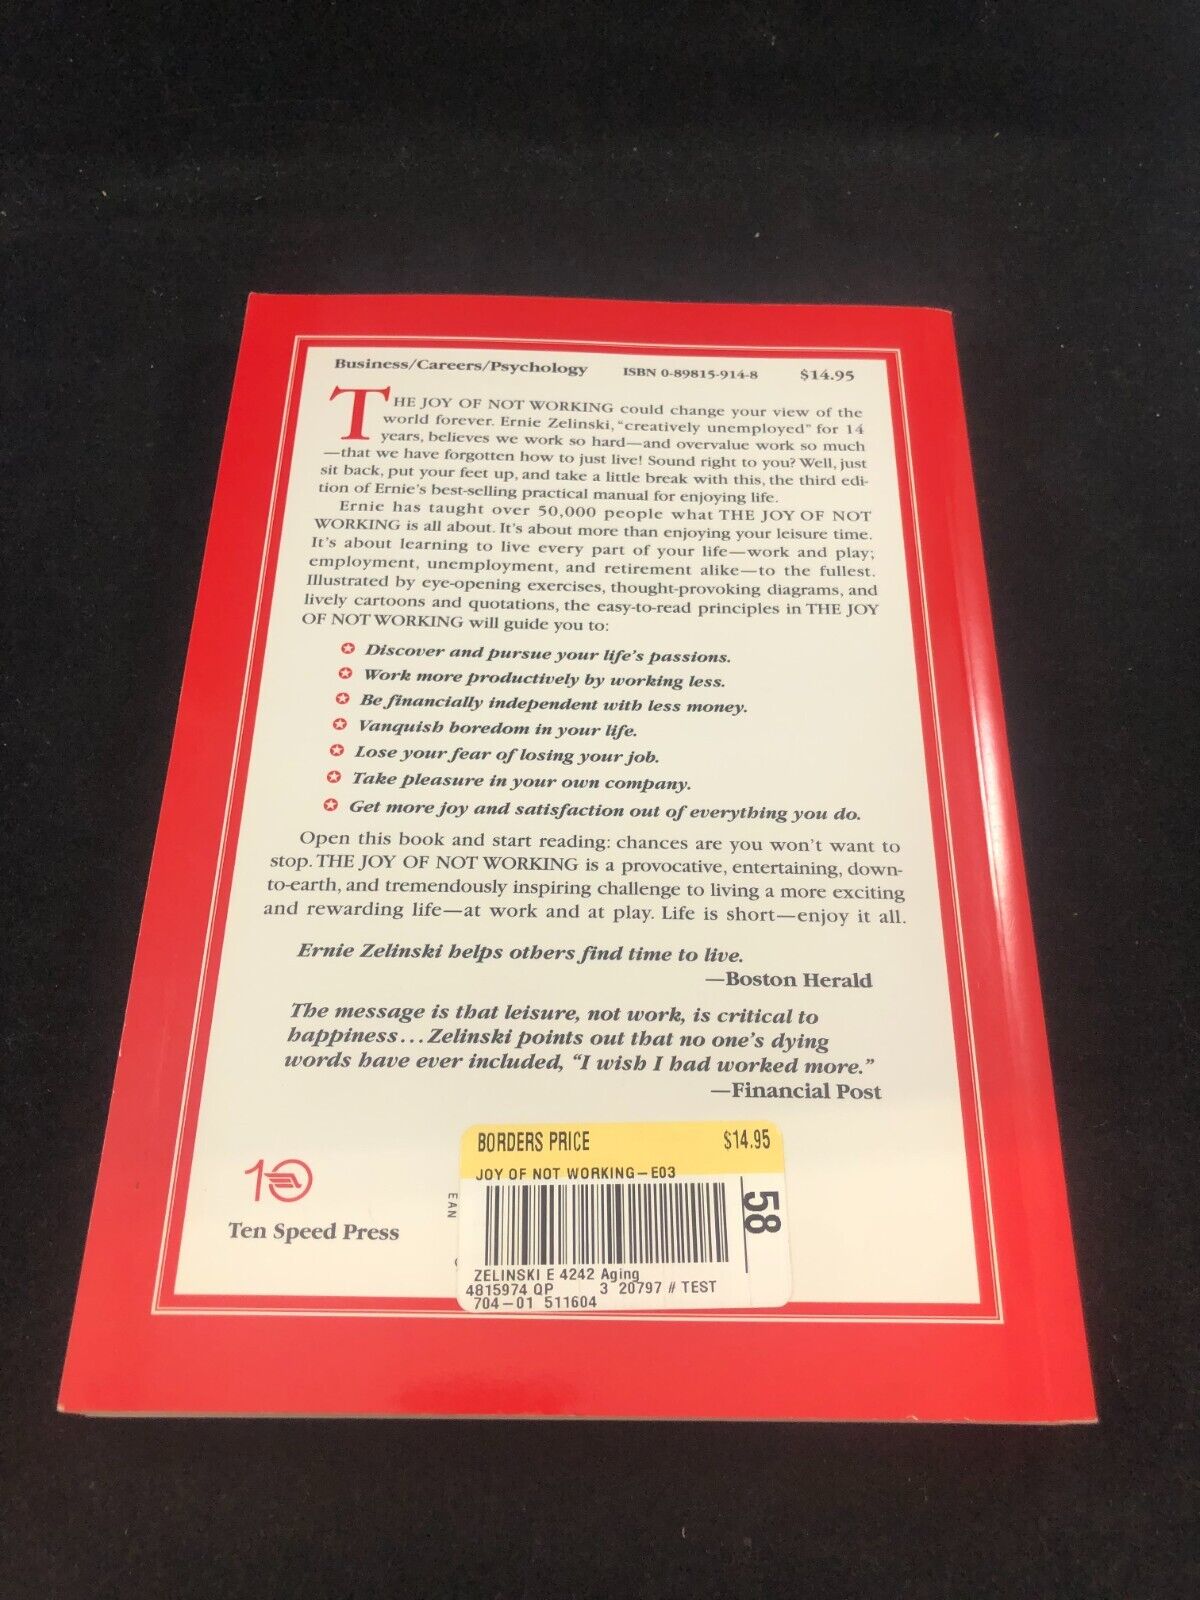 Business/Careers/Psychology ISBN 0-89815-914-8 $14.95
THE JOY OF NOT WORKING could change your view of the
world forever. Ernie Zelinski, "creatively unemployed" for 14
years, believes we work so hard—and overvalue work so much
—that we have forgotten how to just live! Sound right to you? Well, just
sit back, put your feet up, and take a little break with this, the third edi-
tion of Ernie's best-selling practical manual for enjoying life.
Ernie has taught over 50,000 people what THE JOY OF NOT
WORKING is all about. It's about more than enjoying your leisure time.
It's about learning to live every part of your life—work and play;
employment, unemployment, and retirement alike—to the fullest.
Illustrated by eye-opening exercises, thought-provoking diagrams, and
lively cartoons and quotations, the easy-to-read principles in THE JOY
OF NOT WORKING will guide you to:
Discover and pursue your life's passions.
Work more productively by working less.
Be financially independent with less money.
Vanquish boredom in your life.
Lose your fear of losing your job.
Take pleasure in your own company.
Get more joy and satisfaction out of everything you do.
Open this book and start reading: chances are you won't want to
stop. THE JOY OF NOT WORKING is a provocative, entertaining, down-
to-earth, and tremendously inspiring challenge to living a more exciting
and rewarding life—at work and at play. Life is short—enjoy it all.
Ernie Zelinski helps others find time to live.
—Boston Herald
The message is that leisure, not work, is critical to
happiness...Zelinski points out that no one's dying
words have ever included, "I wish I had worked more."
—Financial Post
10
Ten Speed Press
EAN
BORDERS PRICE $14.95
JOY OF NOT WORKING—E03
58
ZELINSKI E 4242 Aging
4815974 QP 3 20797 # TEST
704—01 511604